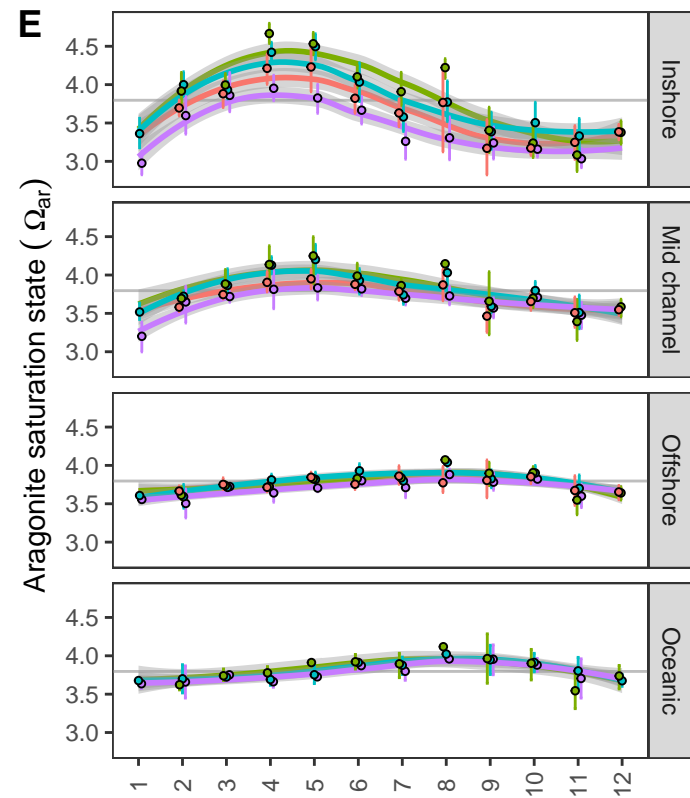 E
Aragonite saturation state ( Ωar)
4.5
4.0
3.5
3.0
Inshore
4.5
4.0
3.5
3.0
Mid channel
4.5
4.0
3.5
3.0
Offshore
4.5
4.0
3.5
3.0
Oceanic
1 2 3 4 5 6 7 8 9 10 11 12